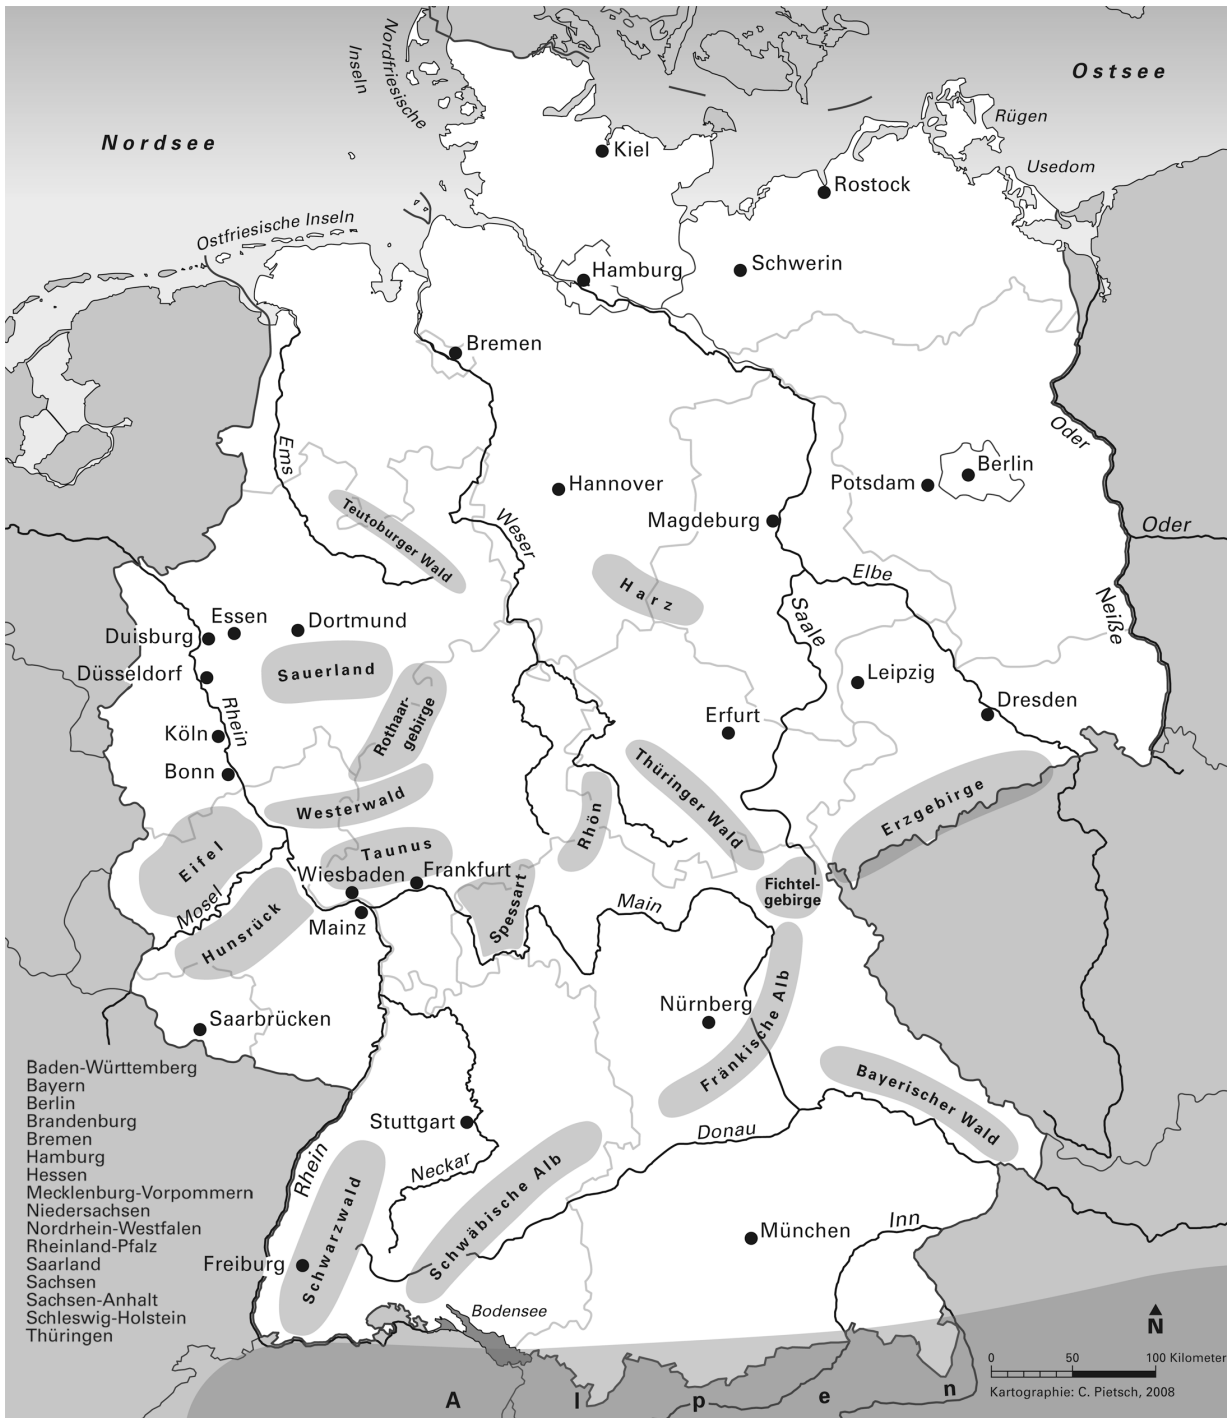 Ostsee
Nordfriesische
Inseln
Rügen
Nordsee
Kiel
Usedom
Rostock
Ostfriesische Inseln
Schwerin
Hamburg
Bremen
Oder
Ems
Berlin
Hannover
Potsdam
Teutoburger Wald
Weser
Magdeburg
Oder
Elbe
Harz
Saale
Neiße
Essen
Dortmund
Duisburg
Sauerland
Düsseldorf
Leipzig
Rothaar-
gebirge
Rhein
Dresden
Erfurt
Köln
Bonn
Thüringer Wald
Erzgebirge
Westerwald
Rhön
Taunus
Eifel
Wiesbaden
Frankfurt
Fichtel-
gebirge
Mosel
Spessart
Main
Hunsrück
Mainz
Fränkische Alb
Nürnberg
Saarbrücken
Baden-Württemberg
Bayern
Berlin
Brandenburg
Bremen
Hamburg
Hessen
Mecklenburg-Vorpommern
Niedersachsen
Nordrhein-Westfalen
Rheinland-Pfalz
Saarland
Sachsen
Sachsen-Anhalt
Schleswig-Holstein
Thüringen
Bayerischer Wald
Stuttgart
Donau
Rhein
Neckar
Schwäbische Alb
Schwarzwald
Inn
München
Freiburg
Bodensee
N
0 50 100 Kilometer
Kartographie: C. Pietsch, 2008
Alpen